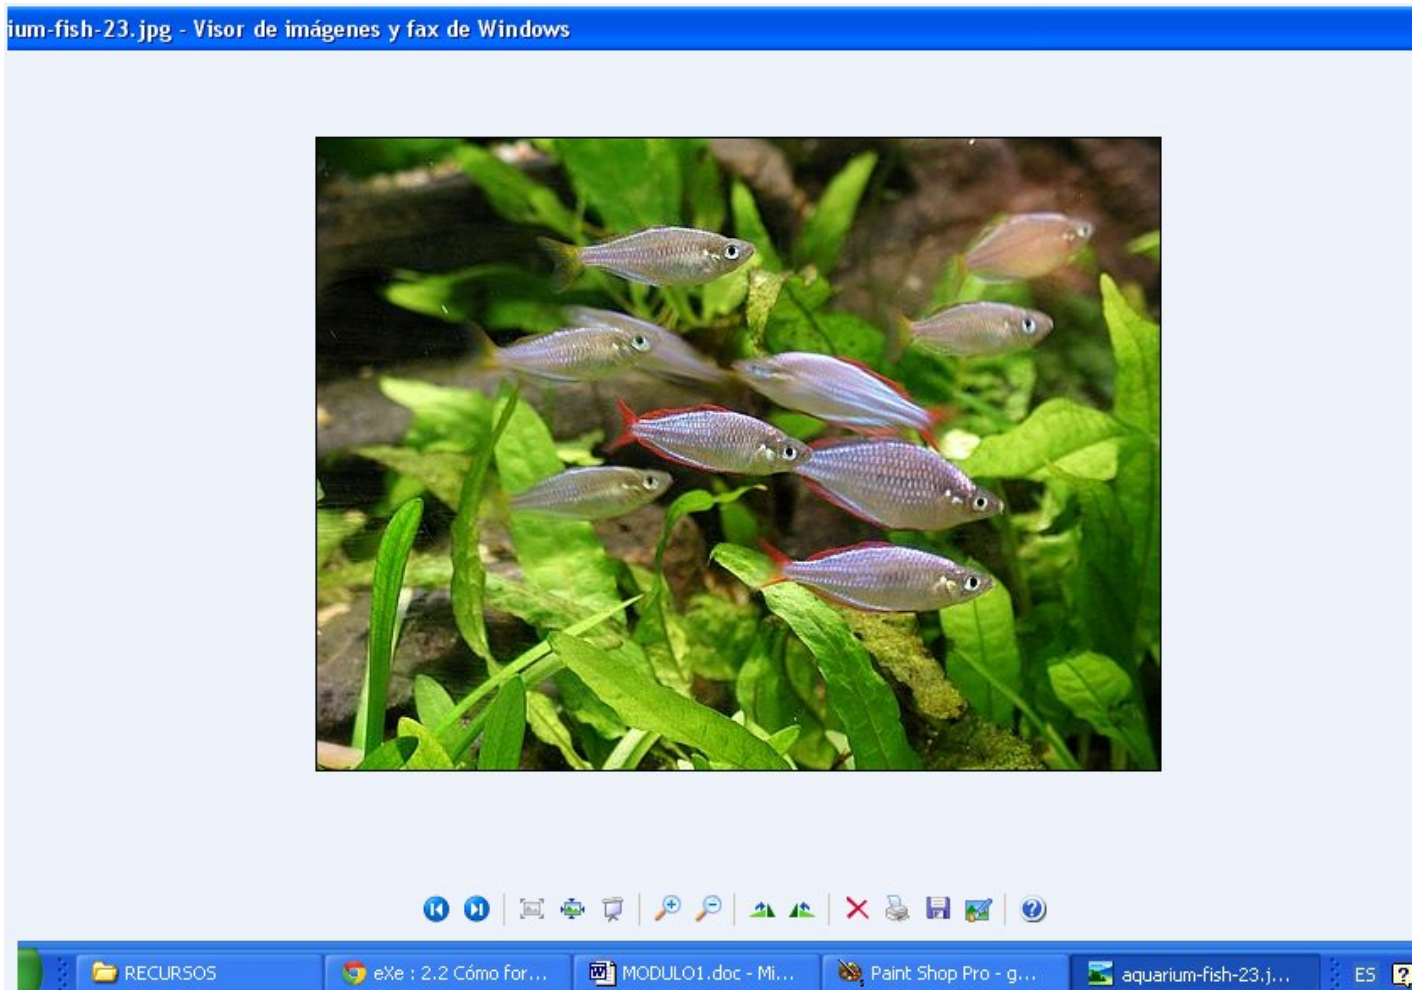 ium-fish-23.jpg - Visor de imágenes y fax de Windows
RECURSOS
eXe : 2.2 Cómo for...
MODULO1.doc - Mi...
Paint Shop Pro - g...
aquarium-fish-23.j...
ES